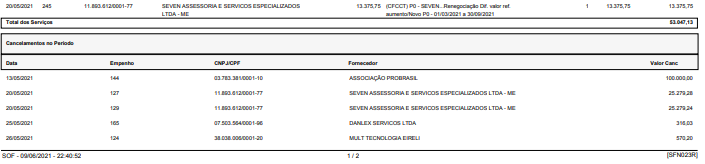 20/05/2021 245 11.893.612/0001-77 SEVEN ASSESSORIA E SERVICOS ESPECIALIZADOS 13.375,75 (CFCCT) P0 - SEVEN...Renegociação Dif. valor ref. 1 13.375,75 13.375,75
LTDA - ME aumento/Novo P0 - 01/03/2021 a 30/09/2021
Total dos Serviços 53.047,13
Cancelamentos no Período
Data Empenho CNPJ/CPF Fornecedor Valor Canc
13/05/2021 144 03.783.381/0001-10 ASSOCIAÇÃO PROBRASIL 100.000,00
20/05/2021 127 11.893.612/0001-77 SEVEN ASSESSORIA E SERVICOS ESPECIALIZADOS LTDA - ME 25.279,28
20/05/2021 129 11.893.612/0001-77 SEVEN ASSESSORIA E SERVICOS ESPECIALIZADOS LTDA - ME 25.279,24
25/05/2021 165 07.503.564/0001-96 DANLEX SERVICOS LTDA 316,03
26/05/2021 124 38.038.006/0001-20 MULT TECNOLOGIA EIRELI 570,20
SOF - 09/06/2021 - 22:40:52 1 / 2 [SFN023R]